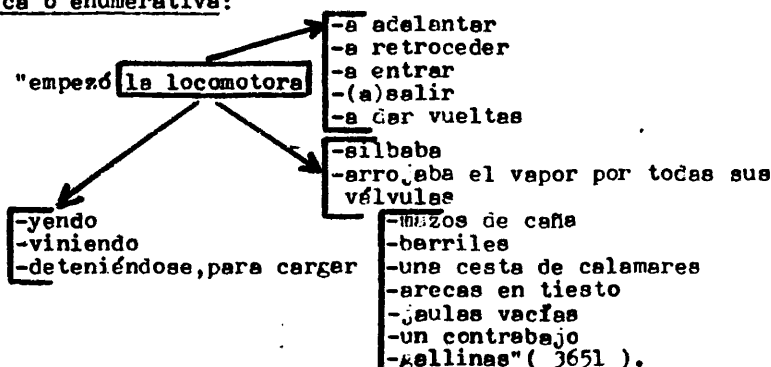 ca o enumerativa:
"empezó la locomotora
-a adelantar
-a retroceder
-a entrar
-(a)salir
-a dar vueltas
-silbaba
-arrojaba el vapor por todas sus
válvulas
-yendo
-viniendo
-deteniéndose,para cargar
-mazos de caña
-barriles
-una cesta de calamares
-arecas en tiesto
-jaulas vacías
-un contrabajo
-gallinas"( 3651 ).